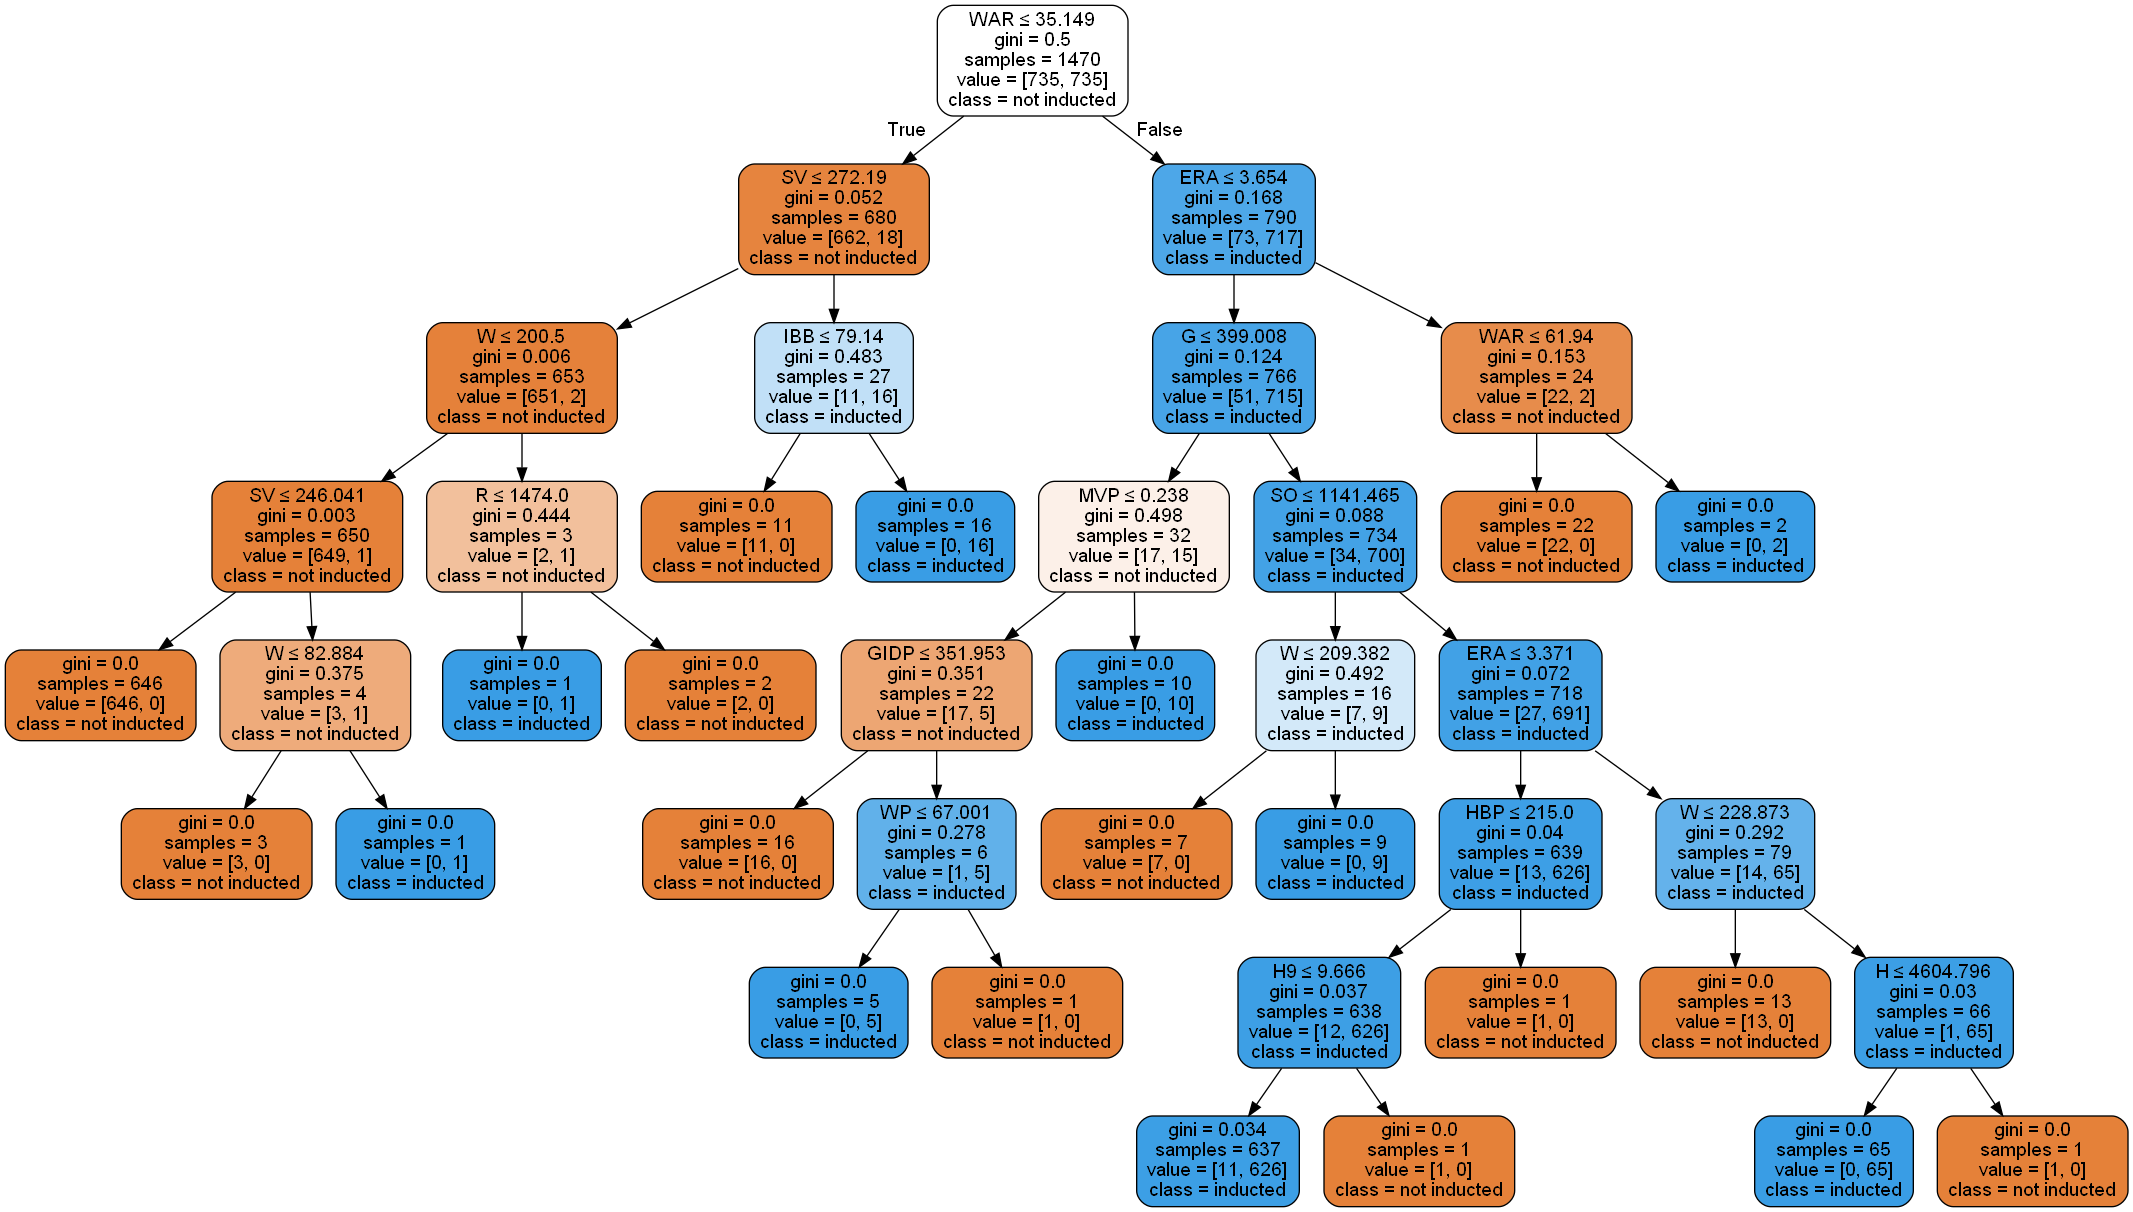 WAR ≤ 35.149
gini = 0.5
samples = 1470
value = [735, 735]
class = not inducted
True
False
SV ≤ 272.19
gini = 0.052
samples = 680
value = [662, 18]
class = not inducted
ERA ≤ 3.654
gini = 0.168
samples = 790
value = [73, 717]
class = inducted
W ≤ 200.5
gini = 0.006
samples = 653
value = [651, 2]
class = not inducted
IBB ≤ 79.14
gini = 0.483
samples = 27
value = [11, 16]
class = inducted
G ≤ 399.008
gini = 0.124
samples = 766
value = [51, 715]
class = inducted
WAR ≤ 61.94
gini = 0.153
samples = 24
value = [22, 2]
class = not inducted
SV ≤ 246.041
gini = 0.003
samples = 650
value = [649, 1]
class = not inducted
R ≤ 1474.0
gini = 0.444
samples = 3
value = [2, 1]
class = not inducted
gini = 0.0
samples = 11
value = [11, 0]
class = not inducted
gini = 0.0
samples = 16
value = [0, 16]
class = inducted
MVP ≤ 0.238
gini = 0.498
samples = 32
value = [17, 15]
class = not inducted
SO ≤ 1141.465
gini = 0.088
samples = 734
value = [34, 700]
class = inducted
gini = 0.0
samples = 22
value = [22, 0]
class = not inducted
gini = 0.0
samples = 2
value = [0, 2]
class = inducted
gini = 0.0
samples = 646
value = [646, 0]
class = not inducted
W ≤ 82.884
gini = 0.375
samples = 4
value = [3, 1]
class = not inducted
gini = 0.0
samples = 1
value = [0, 1]
class = inducted
gini = 0.0
samples = 2
value = [2, 0]
class = not inducted
GIDP ≤ 351.953
gini = 0.351
samples = 22
value = [17, 5]
class = not inducted
gini = 0.0
samples = 10
value = [0, 10]
class = inducted
W ≤ 209.382
gini = 0.492
samples = 16
value = [7, 9]
class = inducted
ERA ≤ 3.371
gini = 0.072
samples = 718
value = [27, 691]
class = inducted
gini = 0.0
samples = 3
value = [3, 0]
class = not inducted
gini = 0.0
samples = 1
value = [0, 1]
class = inducted
gini = 0.0
samples = 16
value = [16, 0]
class = not inducted
WP ≤ 67.001
gini = 0.278
samples = 6
value = [1, 5]
class = inducted
gini = 0.0
samples = 7
value = [7, 0]
class = not inducted
gini = 0.0
samples = 9
value = [0, 9]
class = inducted
HBP ≤ 215.0
gini = 0.04
samples = 639
value = [13, 626]
class = inducted
W ≤ 228.873
gini = 0.292
samples = 79
value = [14, 65]
class = inducted
gini = 0.0
samples = 5
value = [0, 5]
class = inducted
gini = 0.0
samples = 1
value = [1, 0]
class = not inducted
H9 ≤ 9.666
gini = 0.037
samples = 638
value = [12, 626]
class = inducted
gini = 0.0
samples = 1
value = [1, 0]
class = not inducted
gini = 0.0
samples = 13
value = [13, 0]
class = not inducted
H ≤ 4604.796
gini = 0.03
samples = 66
value = [1, 65]
class = inducted
gini = 0.034
samples = 637
value = [11, 626]
class = inducted
gini = 0.0
samples = 1
value = [1, 0]
class = not inducted
gini = 0.0
samples = 65
value = [0, 65]
class = inducted
gini = 0.0
samples = 1
value = [1, 0]
class = not inducted